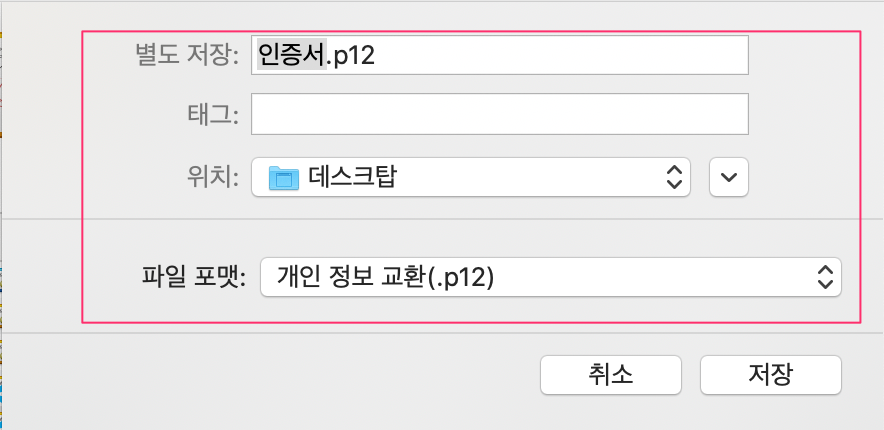 별도 저장: 인증서.p12
태그:
위치: 데스크탑
파일 포맷: 개인 정보 교환(.p12)
취소 저장